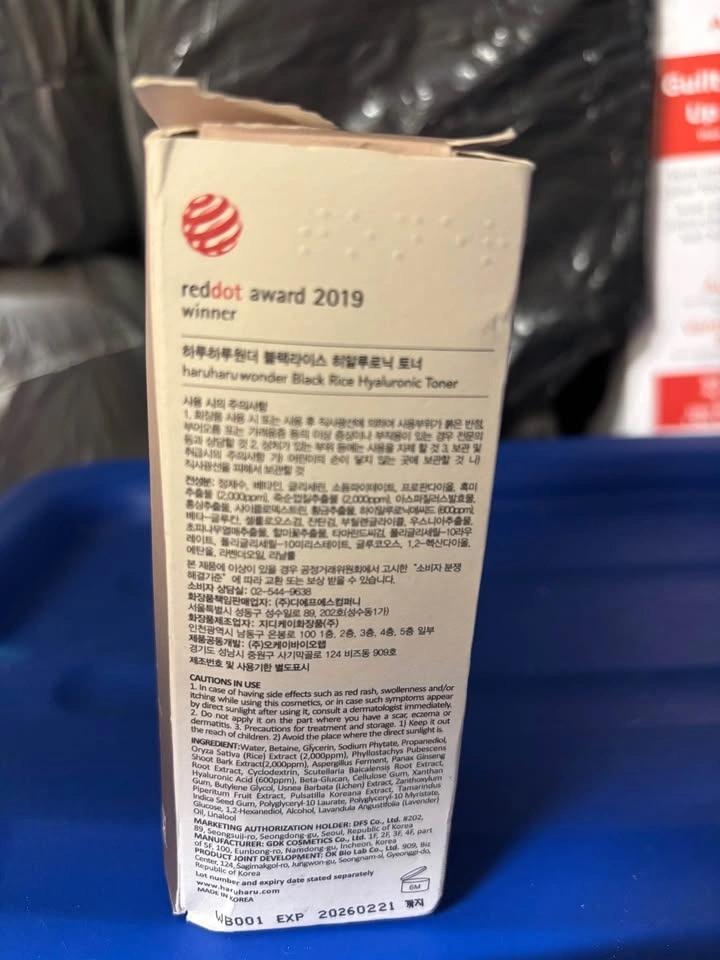 reddot award 2019
winner
하루하루원더 블랙라이스 히알루로닉 토너
haruharu wonder Black Rice Hyaluronic Toner
사용 시의 주의사항
1. 화장품 사용 시 또는 사용 후 직사광선에 의하여 사용부위가 붉은 반점,
부어오름 또는 가려움증 등의 이상 증상이나 부작용이 있는 경우 전문의
등과 상담할 것 2. 상처가 있는 부위 등에는 사용을 자제 할 것 3. 보관 및
취급시의 주의사항 가) 어린이의 손이 닿지 않는 곳에 보관할 것 나)
직사광선을 피해서 보관할 것
전성분: 정제수, 베타인, 글리세린, 소듐파이테이트, 프로판다이올, 흑미
추출물 (2,000ppm), 죽순껍질추출물 (2,000ppm), 아스퍼질러스발효물,
홍삼추출물, 사이클로덱스트린, 황금추출물, 히아일루로닉애씨드 (600ppm),
베타-글루칸, 셀룰로오스검, 잔탄검, 부틸렌글라이콜, 우스니아추출물,
초피나무열매추출물, 할미꽃추출물, 타마린드씨검, 폴리글리세릴-10라우
레이트, 폴리글리세릴-10미리스테이트, 글루코오스, 1,2-헥산다이올,
에탄올, 라벤더오일, 리날룰
본 제품에 이상이 있을 경우 공정거래위원회에서 고시한 "소비자 분쟁
해결기준" 에 따라 교환 또는 보상 받을 수 있습니다.
소비자 상담실: 02-544-9638
화장품책임판매업자: (주)디에프에스컴퍼니
서울특별시 성동구 성수일로 89, 202호(성수동1가)
화장품제조업자: 지디케이화장품(주)
인천광역시 남동구 은봉로 100 1층, 2층, 3층, 4층, 5층 일부
제품공동개발: (주)오케이바이오랩
경기도 성남시 중원구 사기막골로 124 비즈동 909호
제조번호 및 사용기한 별도표시
CAUTIONS IN USE
1. In case of having side effects such as red rash, swollenness and/or
itching while using this cosmetics, or in case such symptoms appear
by direct sunlight after using it, consult a dermatologist immediately.
2. Do not apply it on the part where you have a scar, eczema or
dermatitis. 3. Precautions for treatment and storage. 1) Keep it out
the reach of children. 2) Avoid the place where the direct sunlight is.
INGREDIENT:Water, Betaine, Glycerin, Sodium Phytate, Propanediol,
Oryza Sativa (Rice) Extract (2,000ppm), Phyllostachys Pubescens
Shoot Bark Extract(2,000ppm), Aspergillus Ferment, Panax Ginseng
Root Extract, Cyclodextrin, Scutellaria Baicalensis Root Extract,
Hyaluronic Acid (600ppm), Beta-Glucan, Cellulose Gum, Xanthan
Gum, Butylene Glycol, Usnea Barbata (Lichen) Extract, Zanthoxylum
Piperitum Fruit Extract, Pulsatilla Koreana Extract, Tamarindus
Indica Seed Gum, Polyglyceryl-10 Laurate, Polyglyceryl-10 Myristate,
Glucose, 1,2-Hexanediol, Alcohol, Lavandula Angustifolia (Lavender)
Oil, Linalool
MARKETING AUTHORIZATION HOLDER: DFS Co., Ltd. #202,
89, Seongsuil-ro, Seongdong-gu, Seoul, Republic of Korea
MANUFACTURER: GDK COSMETICS Co., Ltd. 1F, 2F, 3F, 4F, part
of 5F, 100, Eunbong-ro, Namdong-gu, Incheon, Korea
PRODUCT JOINT DEVELOPMENT: OK Bio Lab Co., Ltd. 909, Biz
Center, 124, Sagimakgol-ro, Jungwon-gu, Seongnam-si, Gyeonggi-do,
Republic of Korea
Lot number and expiry date stated separately
www.haruharu.com
MADE IN KOREA
6M
WB001 EXP 20260221 까지
Up